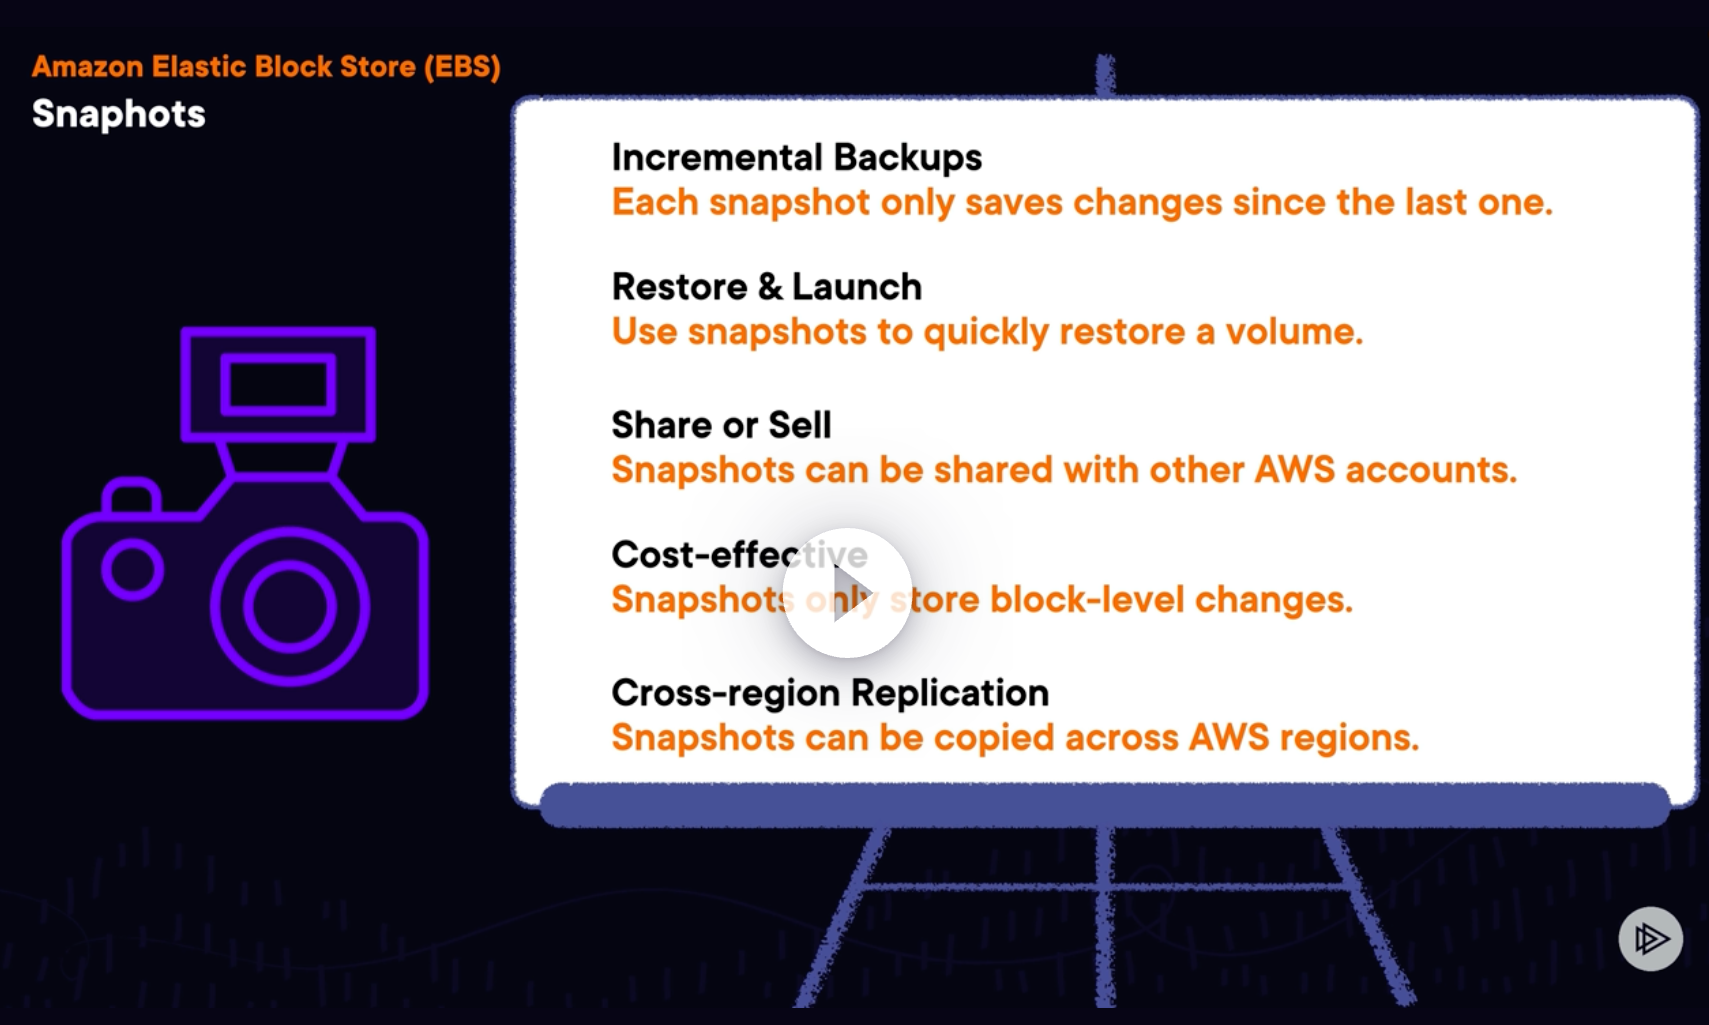 Amazon Elastic Block Store (EBS)
Snaphots
Incremental Backups
Each snapshot only saves changes since the last one.
Restore & Launch
Use snapshots to quickly restore a volume.
Share or Sell
Snapshots can be shared with other AWS accounts.
Cost-effective
Snapshots only store block-level changes.
Cross-region Replication
Snapshots can be copied across AWS regions.